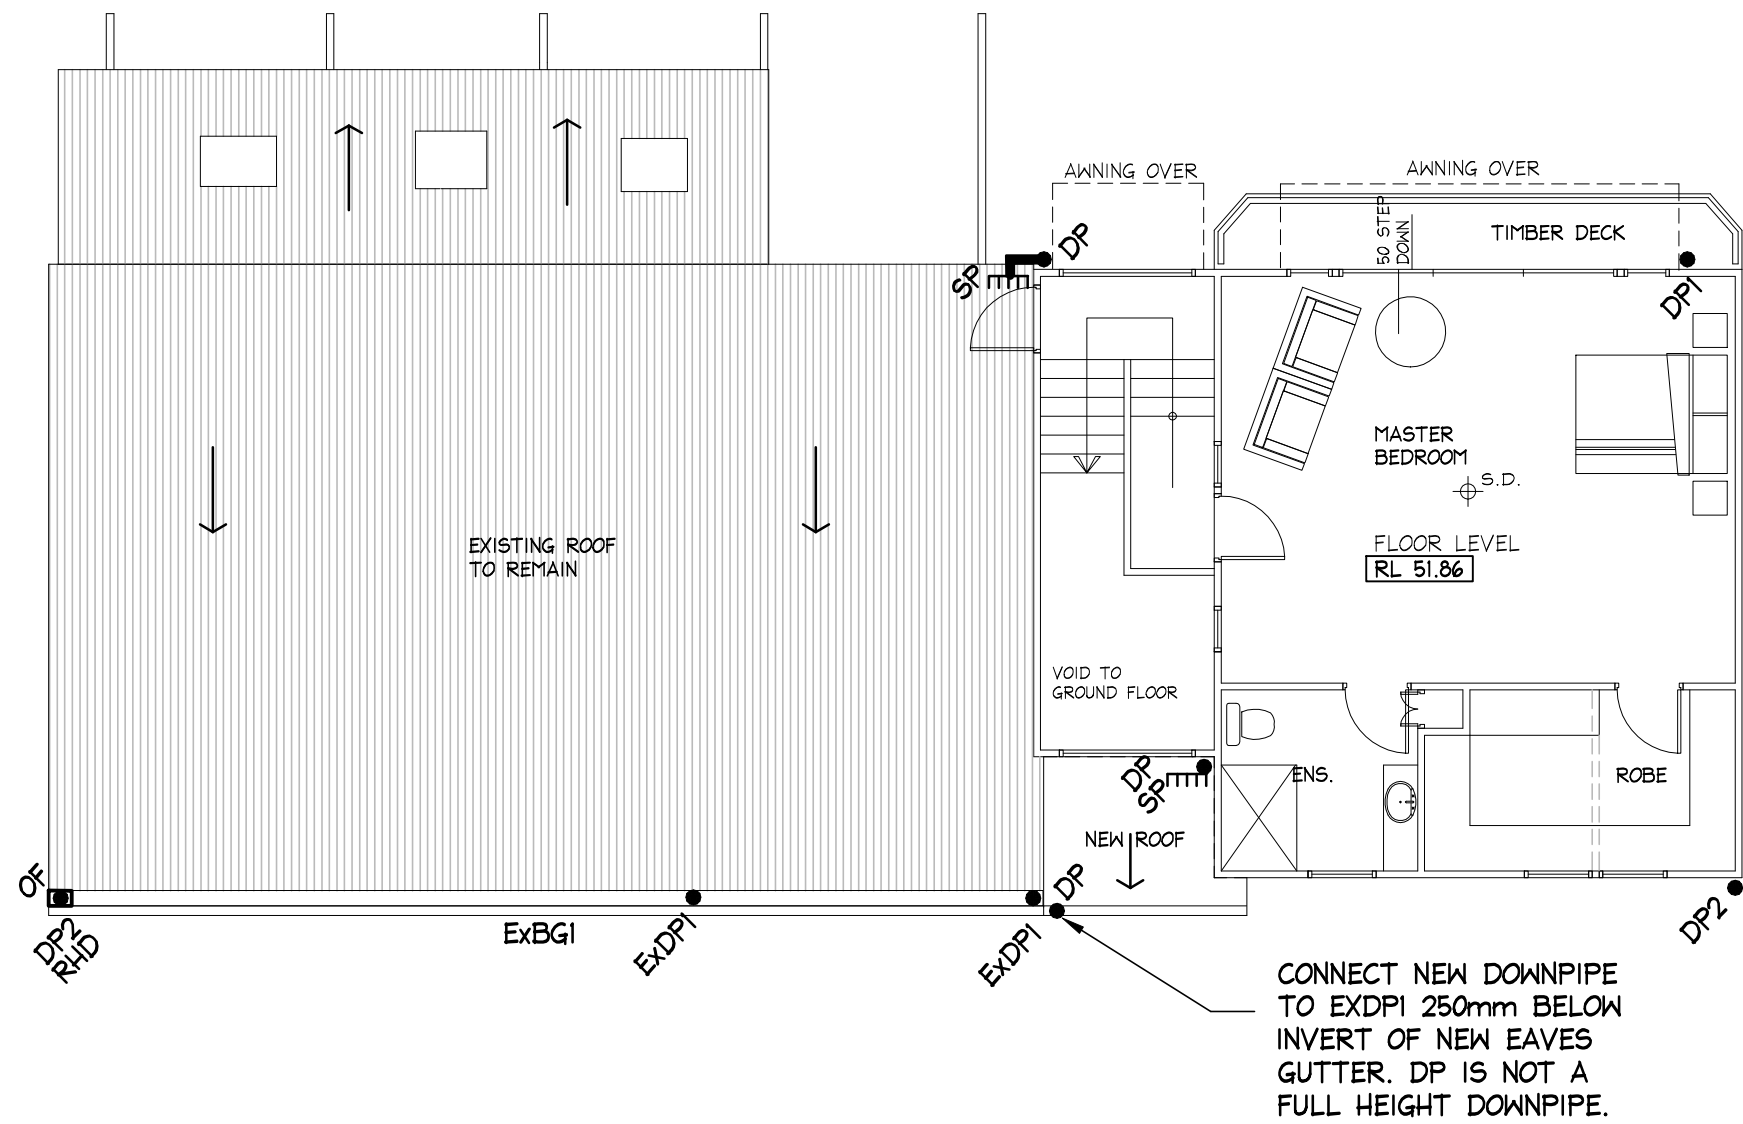 AWNING OVER
AWNING OVER
50 STEP
DOWN
TIMBER DECK
DP
SP
DP1
MASTER
BEDROOM
S.D.
EXISTING ROOF
TO REMAIN
FLOOR LEVEL
RL 51.86
VOID TO
GROUND FLOOR
DP
SP
ENS.
ROBE
NEW ROOF
OF
DP
DP2
RHD
ExBG1
ExDP1
ExDP1
DP2
CONNECT NEW DOWNPIPE
TO EXDP1 250mm BELOW
INVERT OF NEW EAVES
GUTTER. DP IS NOT A
FULL HEIGHT DOWNPIPE.